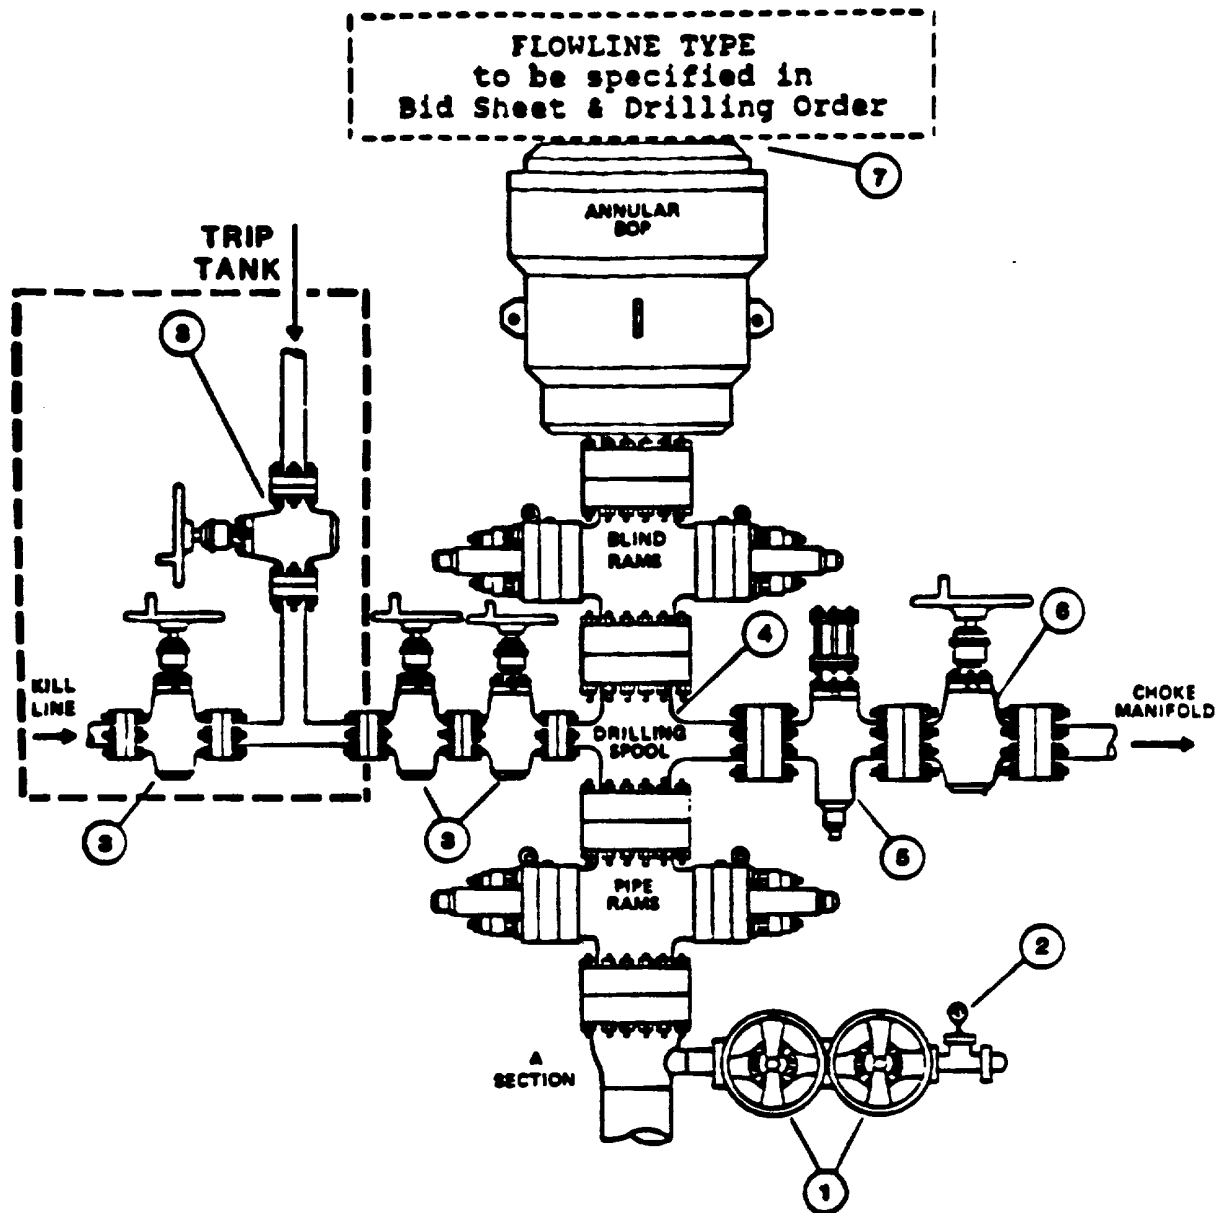 FLOWLINE TYPE
to be specified in
Bid Sheet & Drilling Order
7
ANNULAR
BOP
TRIP
TANK
3
BLIND
RAMS
4
6
KILL
LINE
CHOKE
MANIFOLD
DRILLING
SPOOL
3
3
5
PIPE
RAMS
2
A
SECTION
1